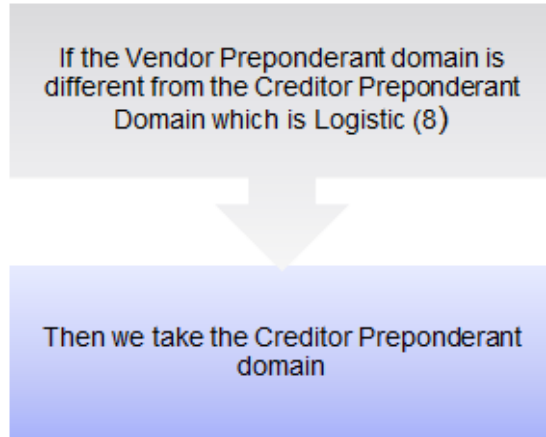 If the Vendor Preponderant domain is
different from the Creditor Preponderant
Domain which is Logistic (8)
Then we take the Creditor Preponderant
domain